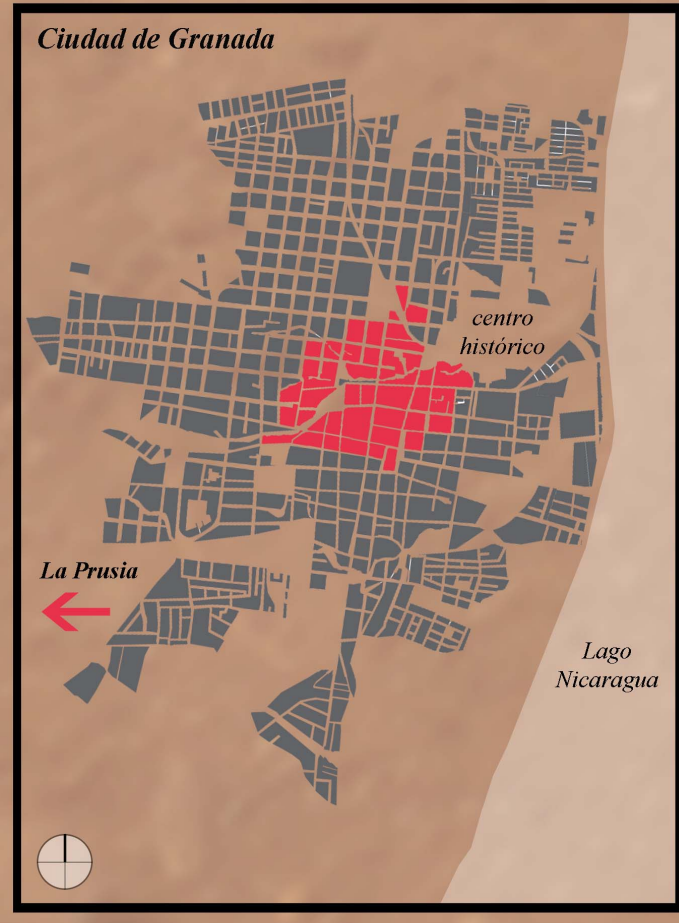 Ciudad de Granada
centro
histórico
La Prusia
Lago
Nicaragua